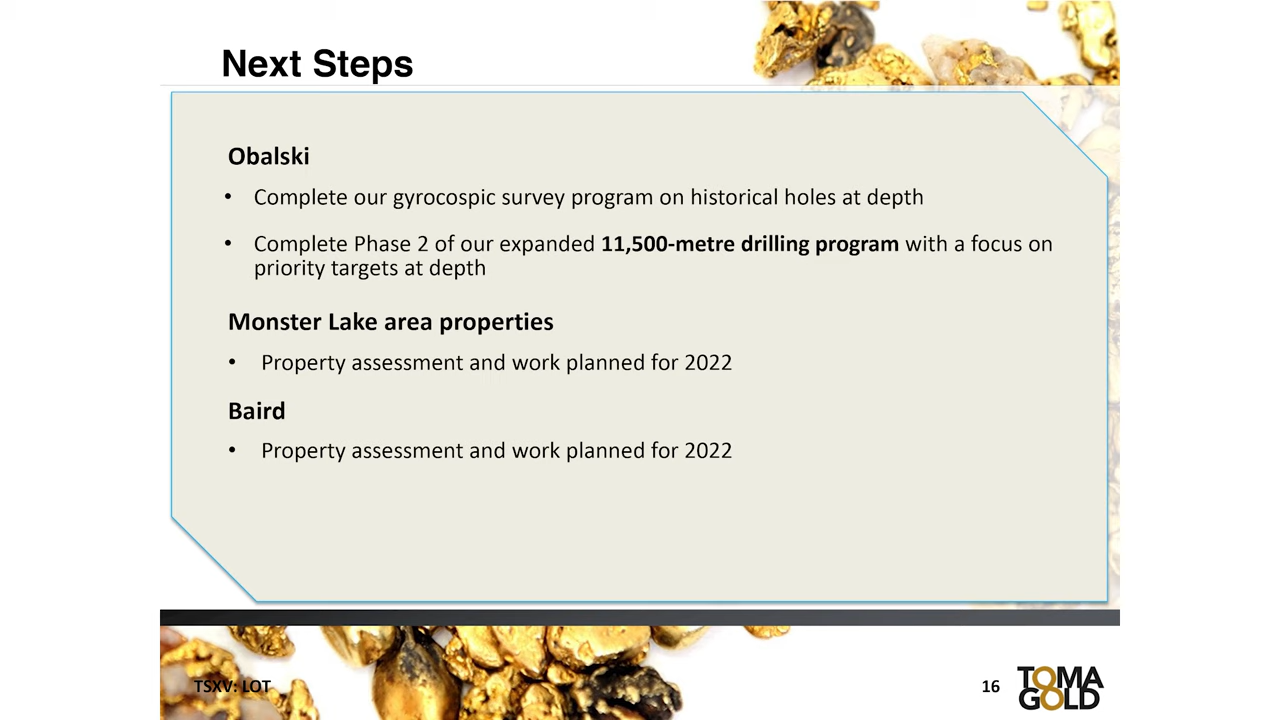 Next Steps
Obalski
• Complete our gyrocospic survey program on historical holes at depth
• Complete Phase 2 of our expanded 11,500-metre drilling program with a focus on
priority targets at depth
Monster Lake area properties
• Property assessment and work planned for 2022
Baird
• Property assessment and work planned for 2022
TSXV: LOT
16
TOMA
GOLD